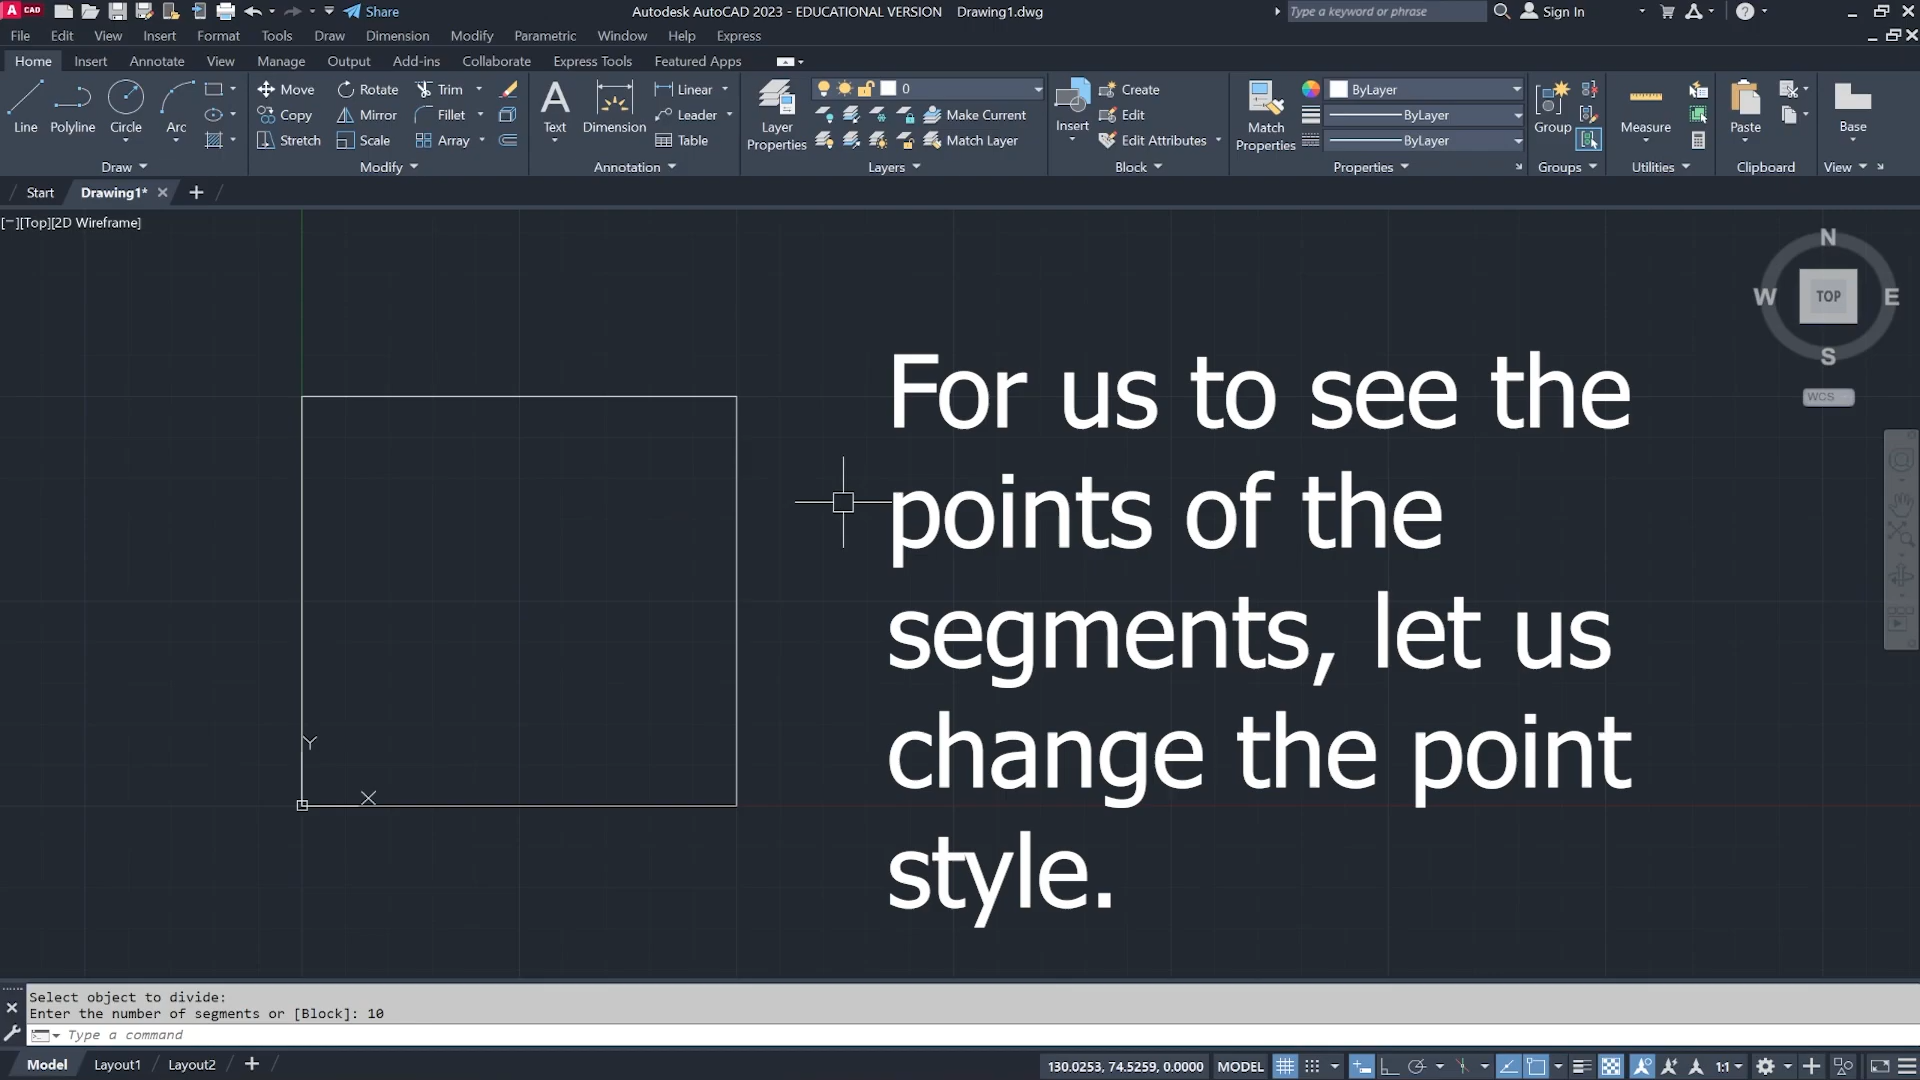 A CAD Share Autodesk AutoCAD 2023 - EDUCATIONAL VERSION Drawing1.dwg Type a keyword or phrase Sign In
File Edit View Insert Format Tools Draw Dimension Modify Parametric Window Help Express
Home Insert Annotate View Manage Output Add-ins Collaborate Express Tools Featured Apps
Line Polyline Circle Arc
Move Rotate Trim
Copy Mirror Fillet
Stretch Scale Array
Text Dimension
Linear
Leader
Table
Layer Properties
0
Make Current
Match Layer
Insert
Create
Edit
Edit Attributes
Match Properties
ByLayer
ByLayer
ByLayer
Group
Measure
Paste
Base
Draw Modify Annotation Layers Block Properties Groups Utilities Clipboard View
Start Drawing1*
[−][Top][2D Wireframe]
N
W TOP E
S
WCS
For us to see the
points of the
segments, let us
change the point
style.
Y
X
Select object to divide:
Enter the number of segments or [Block]: 10
Type a command
Model Layout1 Layout2
130.0253, 74.5259, 0.0000 MODEL 1:1